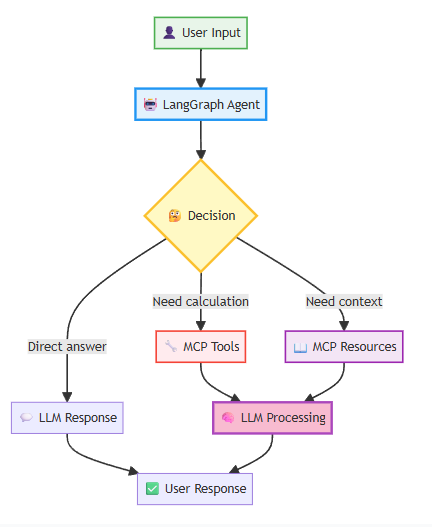 👤 User Input
🤖 LangGraph Agent
🤔 Decision
Need calculation
Need context
Direct answer
🔧 MCP Tools
📖 MCP Resources
💬 LLM Response
🧠 LLM Processing
✅ User Response